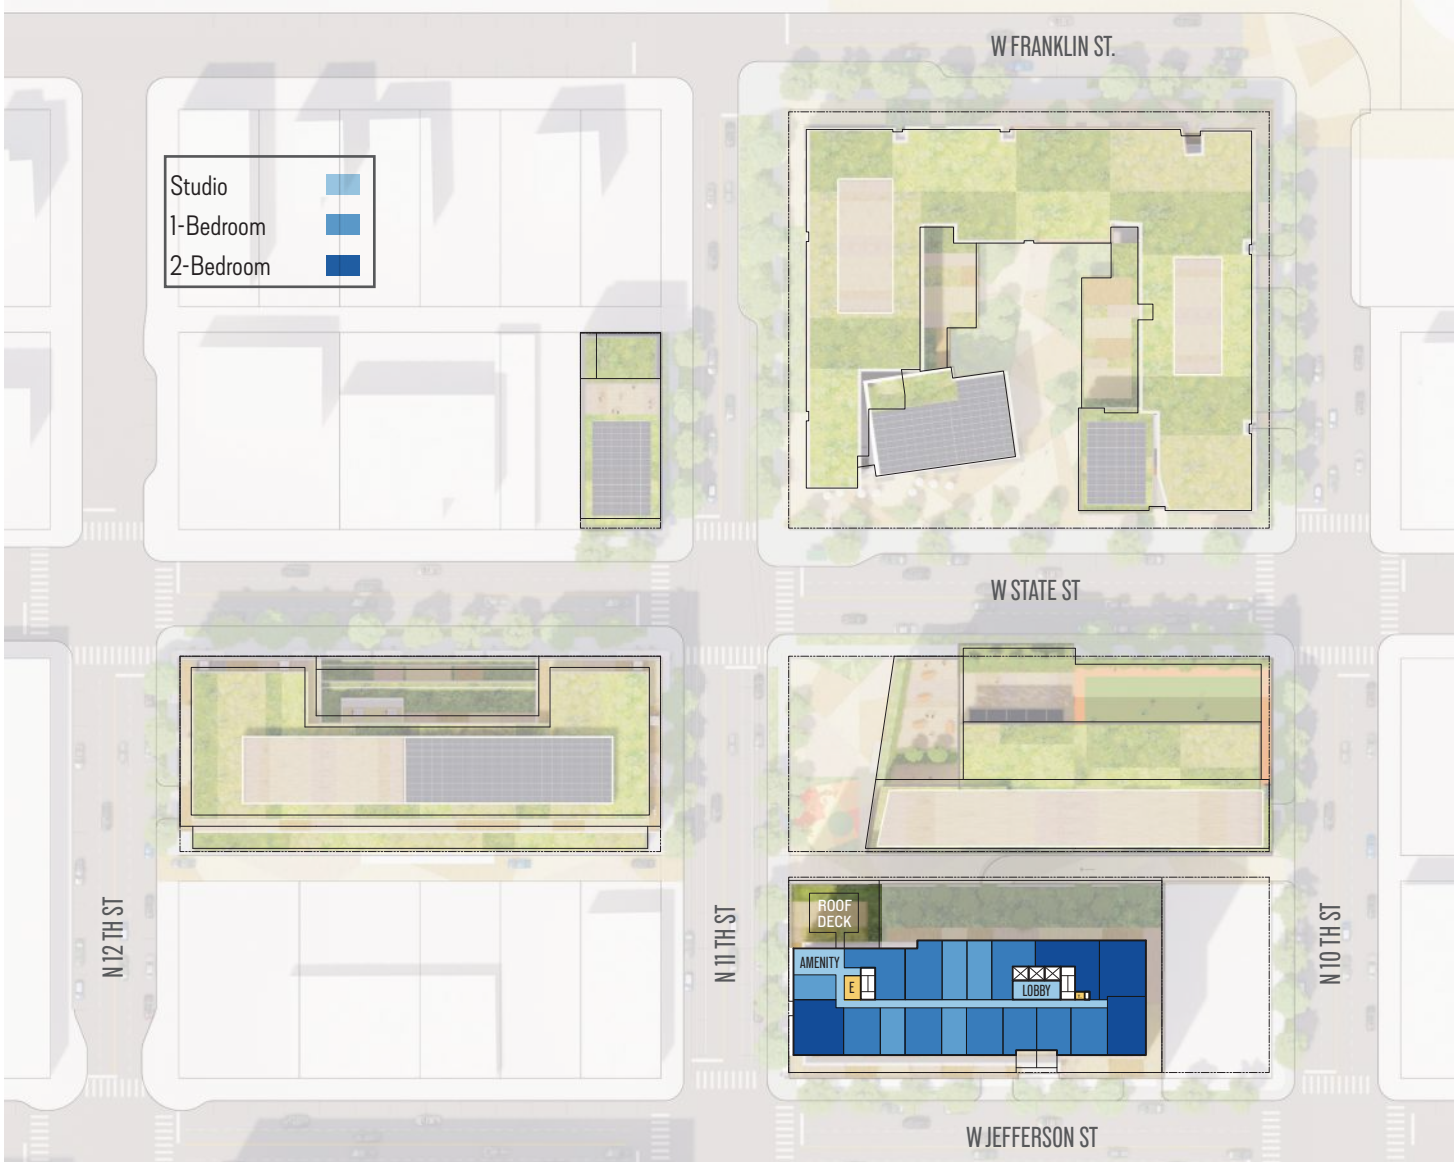 W FRANKLIN ST.
Studio
1-Bedroom
2-Bedroom
W STATE ST
N 12 TH ST
N 11 TH ST
N 10 TH ST
ROOF
DECK
AMENITY
E
LOBBY
W JEFFERSON ST